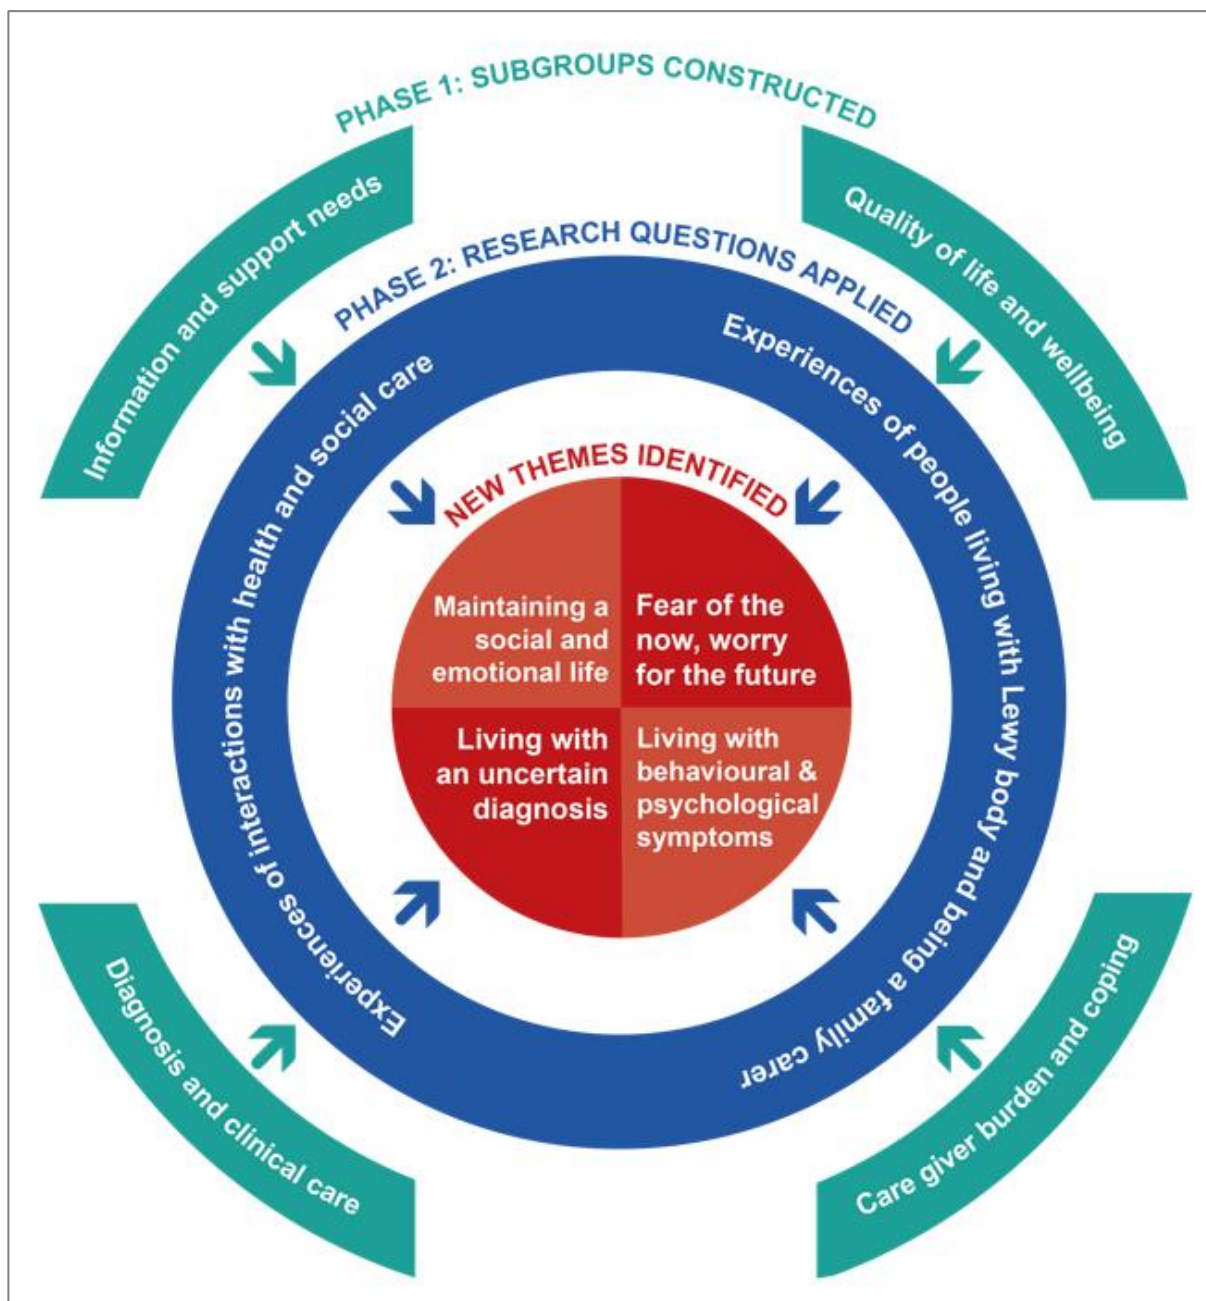 PHASE 1: SUBGROUPS CONSTRUCTED
Information and support needs
Quality of life and wellbeing
PHASE 2: RESEARCH QUESTIONS APPLIED
Experiences of interactions with health and social care
Experiences of people living with Lewy body and being a family carer
NEW THEMES IDENTIFIED
Maintaining a
social and
emotional life
Fear of the
now, worry
for the future
Living with
an uncertain
diagnosis
Living with
behavioural &
psychological
symptoms
Diagnosis and clinical care
Care giver burden and coping